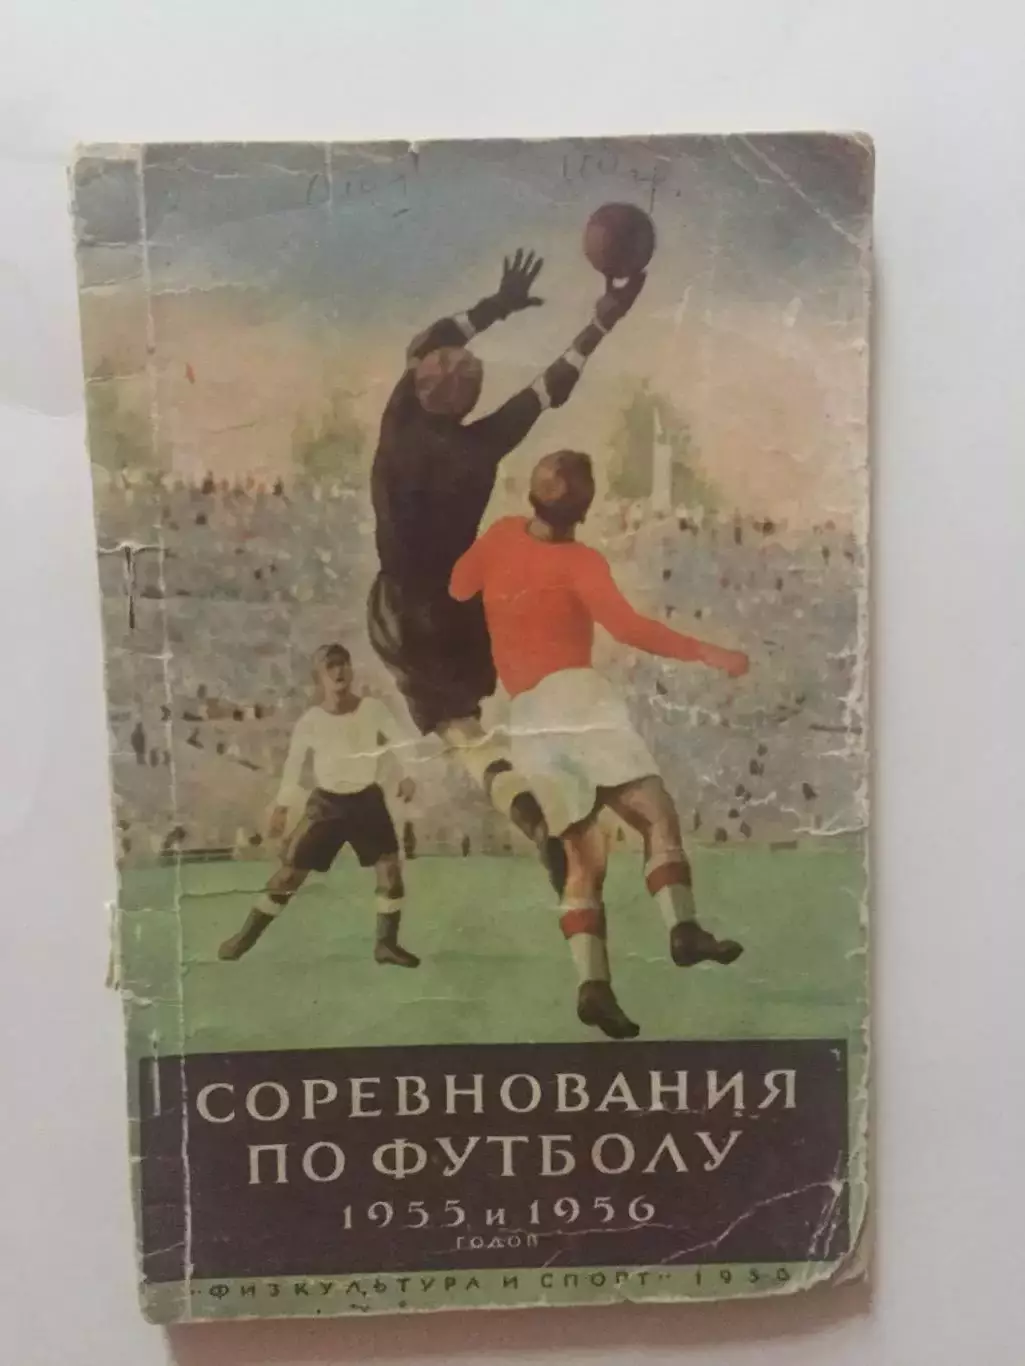 СОРЕВНОВАНИЯ
ПО ФУТБОЛУ
1955 и 1956
ГОДОВ
„ФИЗКУЛЬТУРА И СПОРТ" 1956